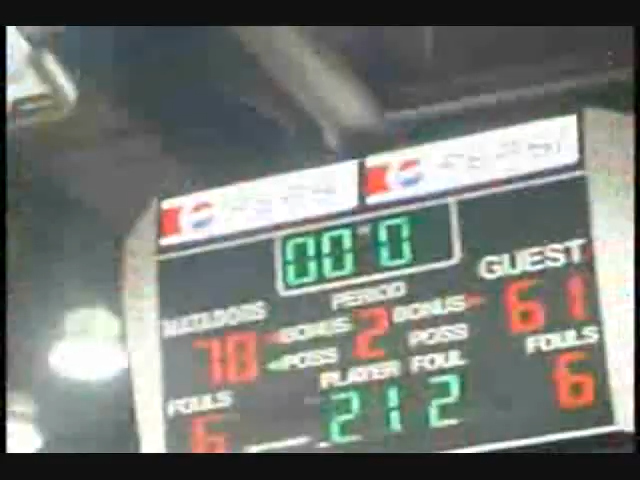 00 0
GUEST
PERIOD
MATADORS
BONUS 2 BONUS
70
61
POSS
POSS
FOULS
PLAYER FOUL
FOULS
6
21 2
6